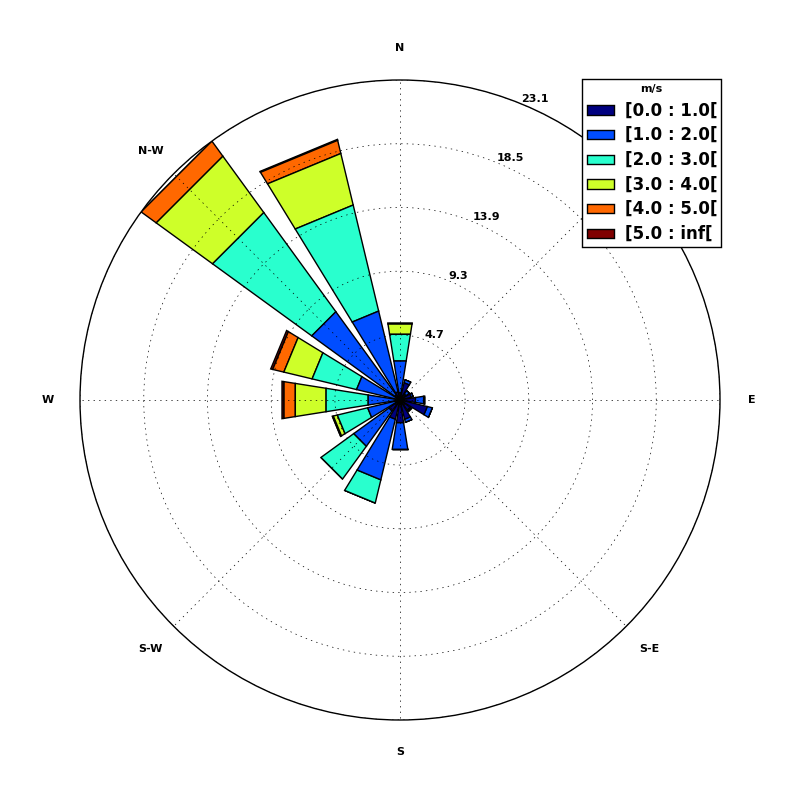 N
23.1
m/s
[0.0 : 1.0[
[1.0 : 2.0[
[2.0 : 3.0[
[3.0 : 4.0[
[4.0 : 5.0[
[5.0 : inf[
N-W
18.5
13.9
9.3
4.7
W
E
S-W
S-E
S